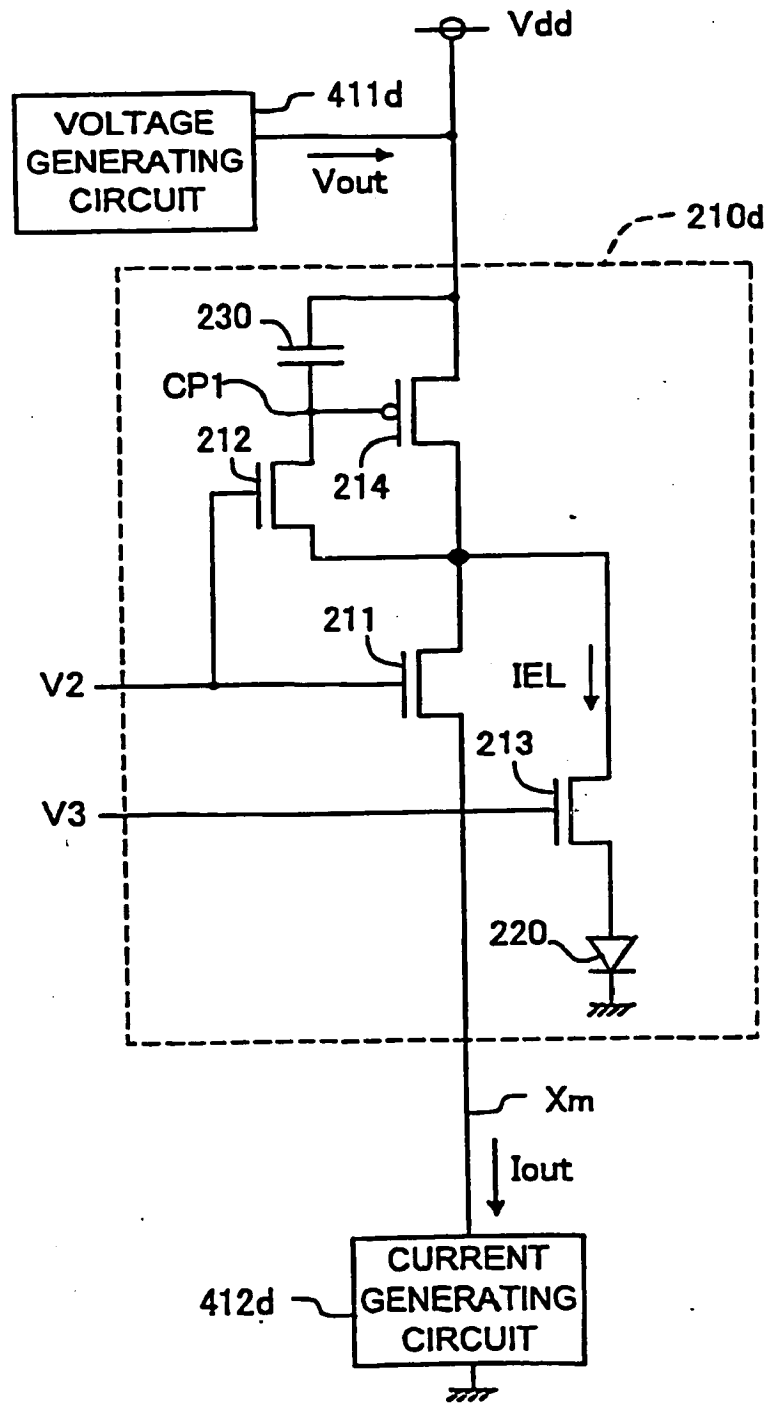 Vdd
411d
VOLTAGE
GENERATING
CIRCUIT
Vout
210d
230
CP1
212
214
211
V2
IEL
213
V3
220
Xm
Iout
412d
CURRENT
GENERATING
CIRCUIT